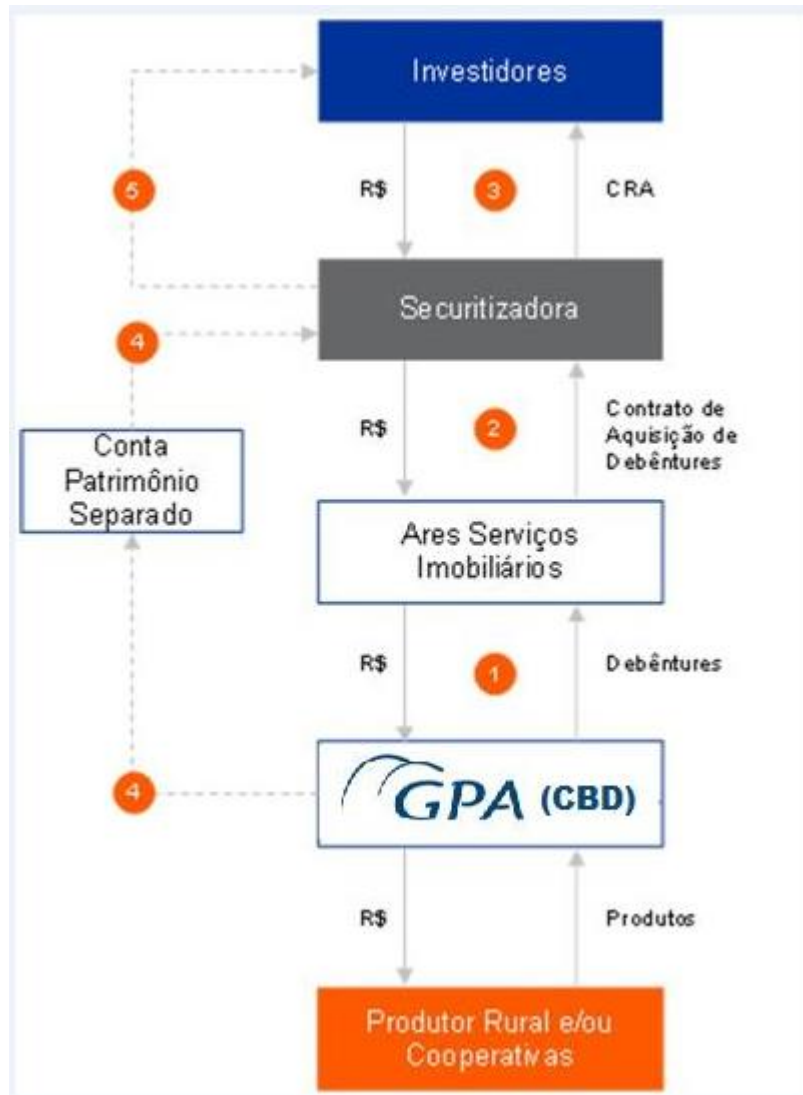 Investidores
R$
3
CRA
5
Securitizadora
4
R$
2
Contrato de
Aquisição de
Debêntures
Conta
Patrimônio
Separado
Ares Serviços
Imobiliários
R$
1
Debêntures
4
GPA (CBD)
R$
Produtos
Produtor Rural e/ou
Cooperativas